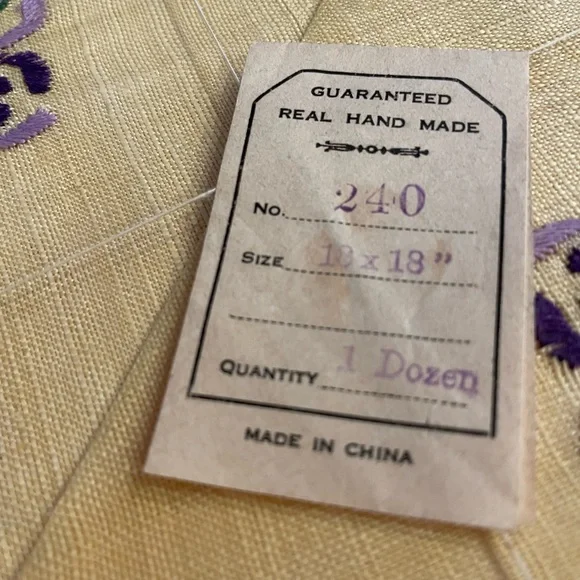 GUARANTEED
REAL HAND MADE
No. 240
SIZE 18 x 18"
QUANTITY 1 Dozen
MADE IN CHINA